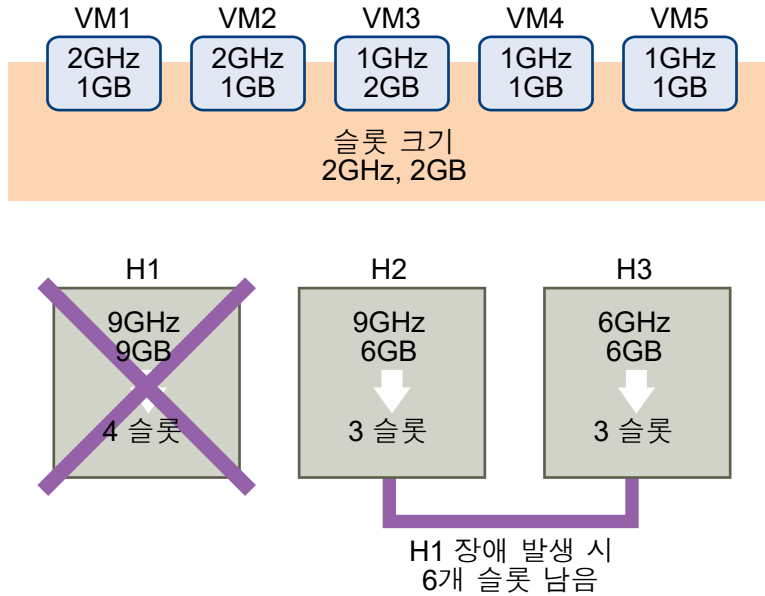 VM1 VM2 VM3 VM4 VM5
2GHz 2GHz 1GHz 1GHz 1GHz
1GB 1GB 2GB 1GB 1GB
슬롯 크기
2GHz, 2GB
H1 H2 H3
9GHz 9GHz 6GHz
9GB 6GB 6GB
4 슬롯 3 슬롯 3 슬롯
H1 장애 발생 시
6개 슬롯 남음